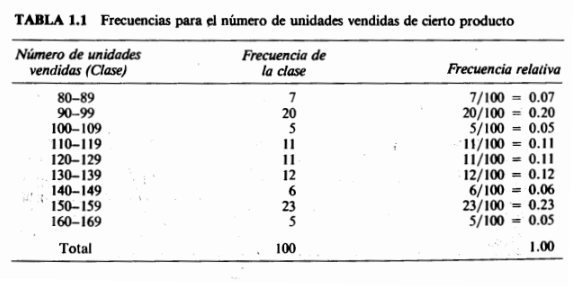 TABLA 1.1 Frecuencias para el número de unidades vendidas de cierto producto
Número de unidades vendidas (Clase) Frecuencia de la clase Frecuencia relativa
80–89 7 7/100 = 0.07
90–99 20 20/100 = 0.20
100–109 5 5/100 = 0.05
110–119 11 11/100 = 0.11
120–129 11 11/100 = 0.11
130–139 12 12/100 = 0.12
140–149 6 6/100 = 0.06
150–159 23 23/100 = 0.23
160–169 5 5/100 = 0.05
Total 100 1.00